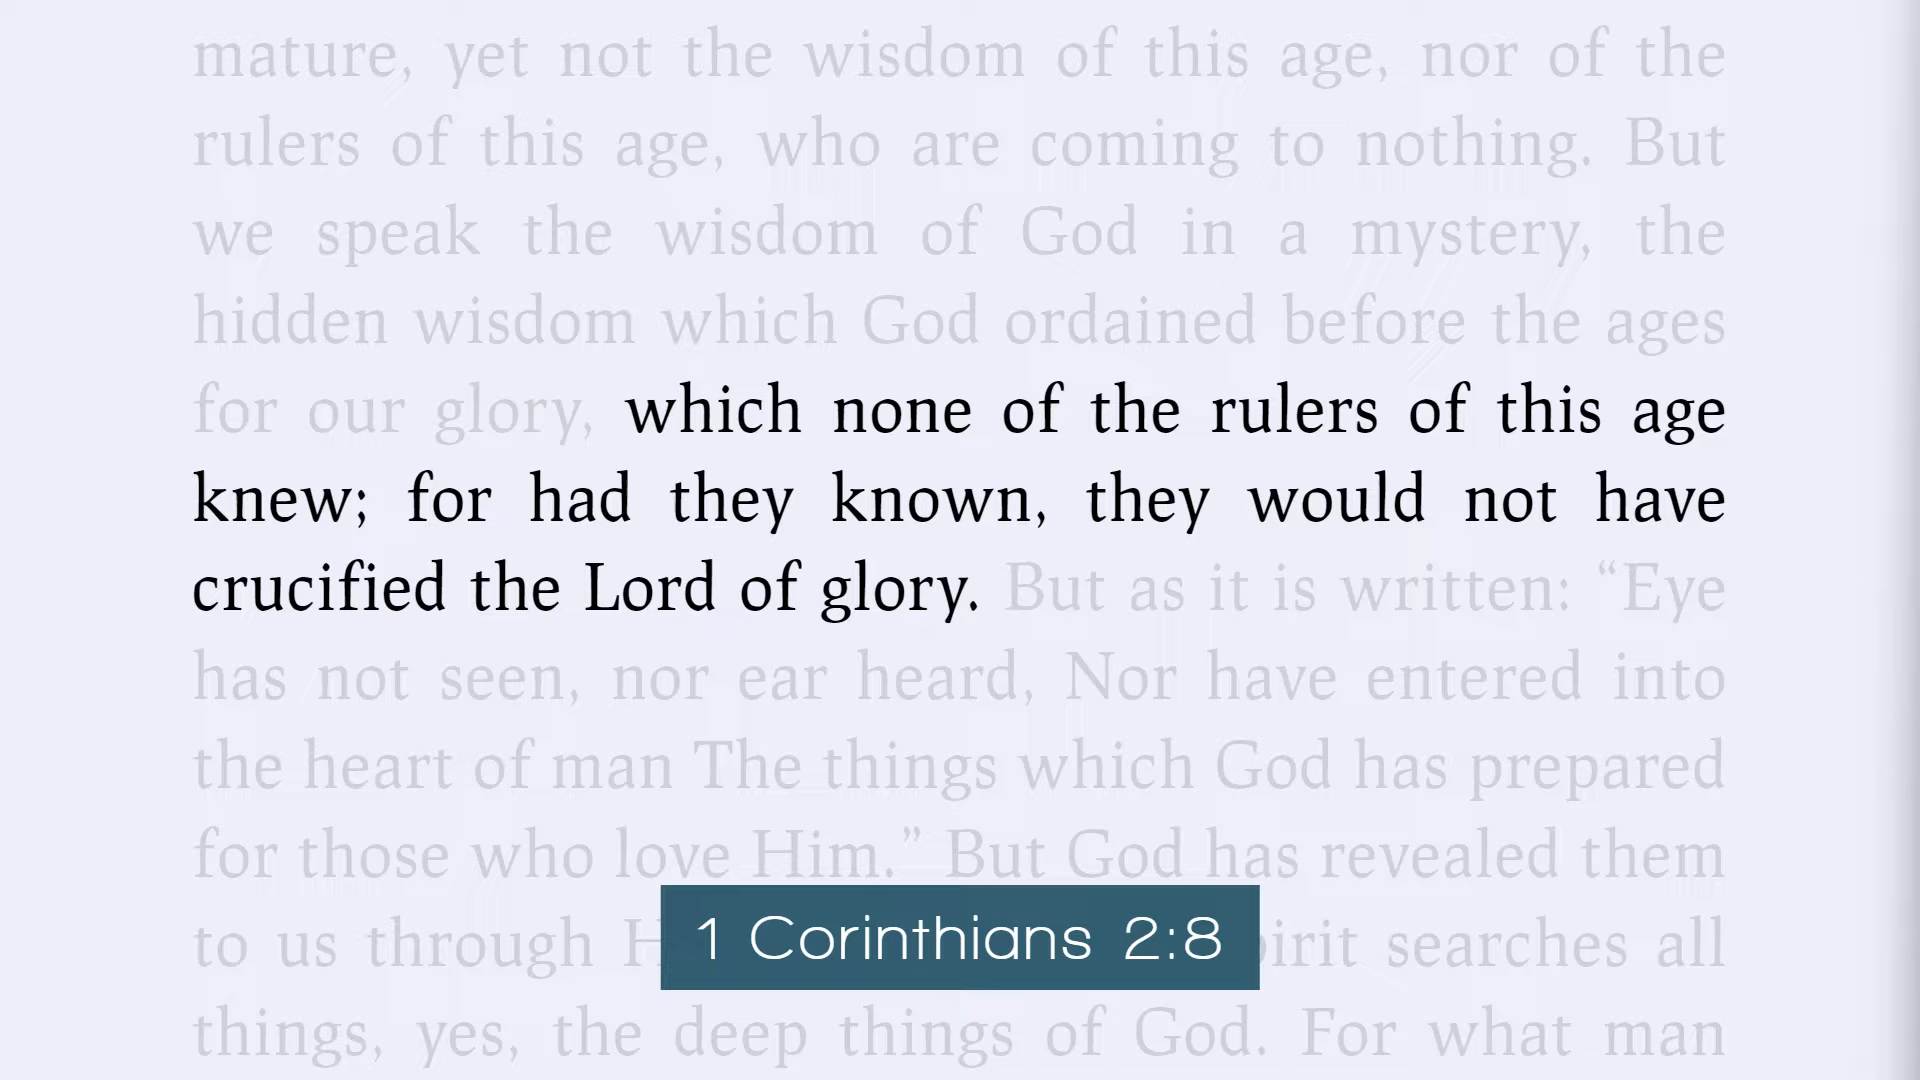 mature, yet not the wisdom of this age, nor of the
rulers of this age, who are coming to nothing. But
we speak the wisdom of God in a mystery, the
hidden wisdom which God ordained before the ages
for our glory, which none of the rulers of this age
knew; for had they known, they would not have
crucified the Lord of glory. But as it is written: “Eye
has not seen, nor ear heard, Nor have entered into
the heart of man The things which God has prepared
for those who love Him.” But God has revealed them
to us through searches all
1 Corinthians 2:8
things, yes, the deep things of God. For what man